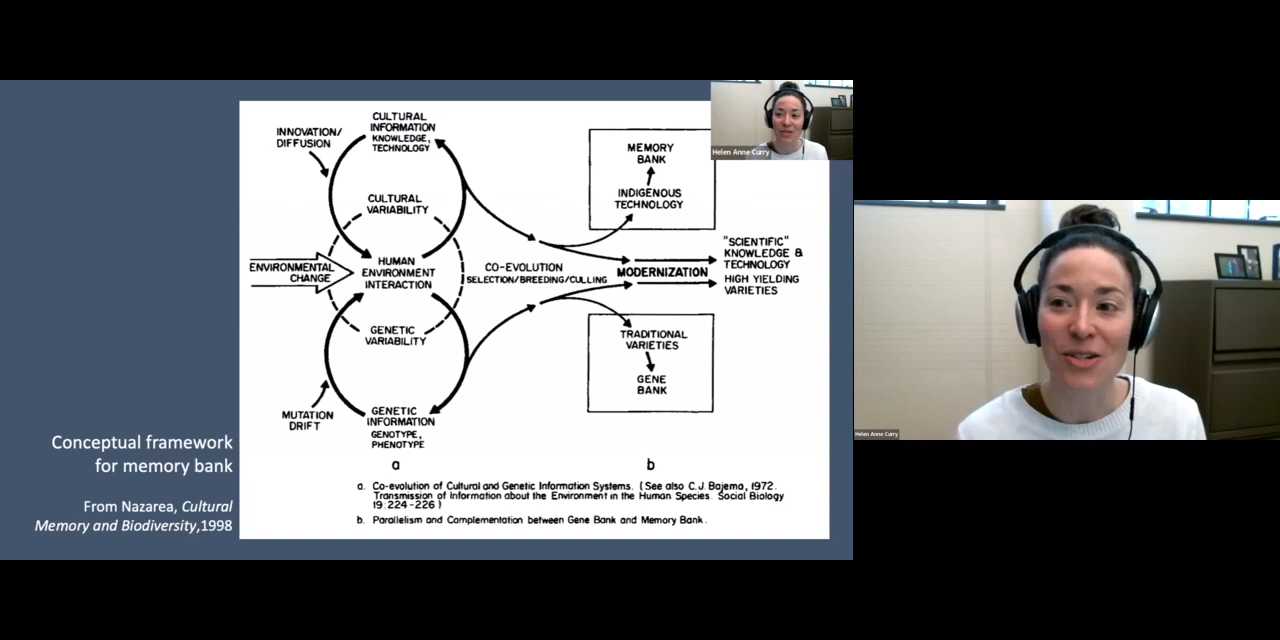 CULTURAL
INFORMATION
KNOWLEDGE,
TECHNOLOGY
INNOVATION/
DIFFUSION
CULTURAL
VARIABILITY
ENVIRONMENTAL
CHANGE
HUMAN
ENVIRONMENT
INTERACTION
GENETIC
VARIABILITY
MUTATION
DRIFT
GENETIC
INFORMATION
GENOTYPE,
PHENOTYPE
CO-EVOLUTION
SELECTION/BREEDING/CULLING
MEMORY
BANK
INDIGENOUS
TECHNOLOGY
MODERNIZATION
"SCIENTIFIC"
KNOWLEDGE &
TECHNOLOGY
HIGH YIELDING
VARIETIES
TRADITIONAL
VARIETIES
GENE
BANK
a
b
a. Co-evolution of Cultural and Genetic Information Systems. (See also C.J. Bajema, 1972.
Transmission of Information about the Environment in the Human Species. Social Biology
19:224-226)
b. Parallelism and Complementation between Gene Bank and Memory Bank.
Conceptual framework
for memory bank
From Nazarea, Cultural
Memory and Biodiversity,1998
Helen Anne Curry
Helen Anne Curry